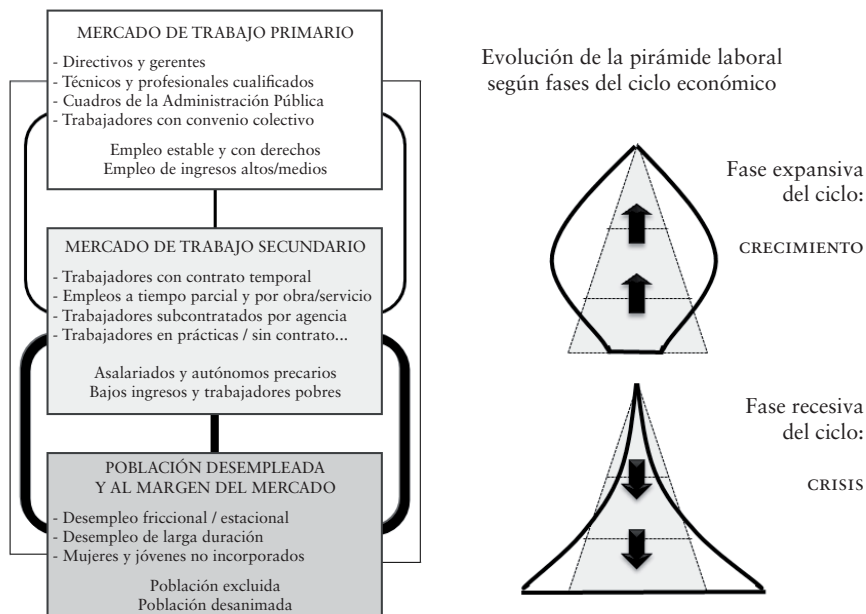 MERCADO DE TRABAJO PRIMARIO
- Directivos y gerentes
- Técnicos y profesionales cualificados
- Cuadros de la Administración Pública
- Trabajadores con convenio colectivo
Empleo estable y con derechos
Empleo de ingresos altos/medios
MERCADO DE TRABAJO SECUNDARIO
- Trabajadores con contrato temporal
- Empleos a tiempo parcial y por obra/servicio
- Trabajadores subcontratados por agencia
- Trabajadores en prácticas / sin contrato...
Asalariados y autónomos precarios
Bajos ingresos y trabajadores pobres
POBLACIÓN DESEMPLEADA
Y AL MARGEN DEL MERCADO
- Desempleo friccional / estacional
- Desempleo de larga duración
- Mujeres y jóvenes no incorporados
Población excluida
Población desanimada
Evolución de la pirámide laboral
según fases del ciclo económico
Fase expansiva
del ciclo:
CRECIMIENTO
Fase recesiva
del ciclo:
CRISIS